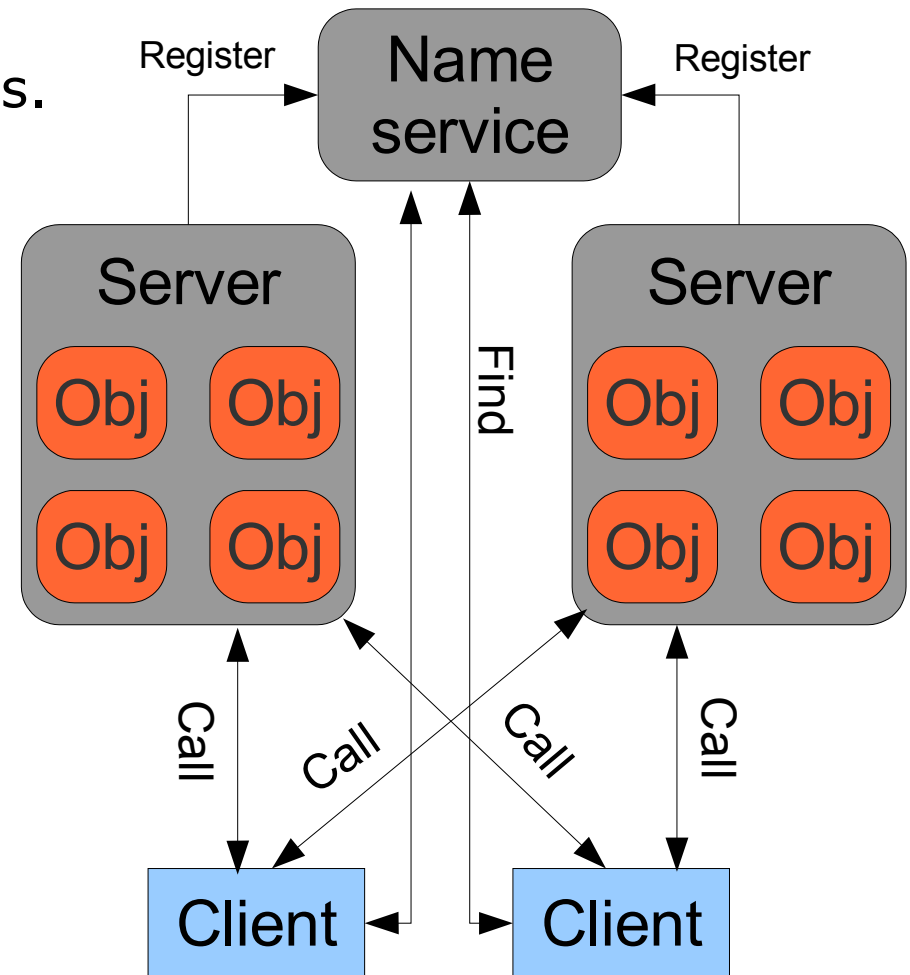 s.
Register
Name
service
Register
Server
Server
Obj
Obj
Obj
Obj
Find
Obj
Obj
Obj
Obj
Call
Call
Call
Call
Client
Client